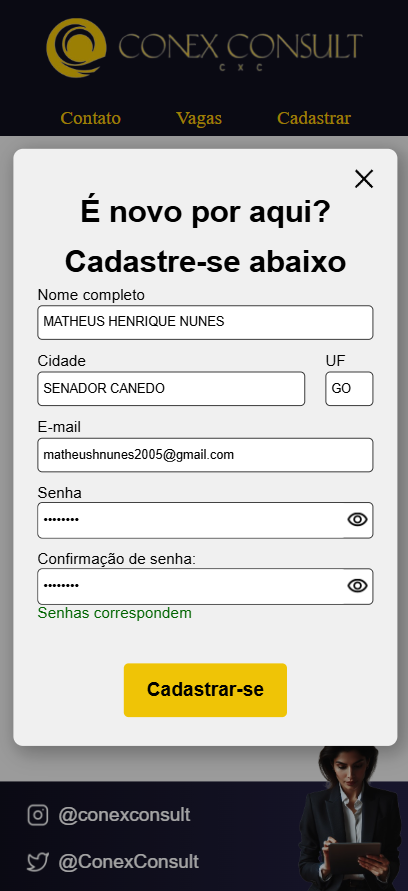 CONEX CONSULT
CXC
Contato Vagas Cadastrar
É novo por aqui?
Cadastre-se abaixo
Nome completo
MATHEUS HENRIQUE NUNES
Cidade UF
SENADOR CANEDO GO
E-mail
matheushnunes2005@gmail.com
Senha
••••••••
Confirmação de senha:
••••••••
Senhas correspondem
Cadastrar-se
@conexconsult
@ConexConsult